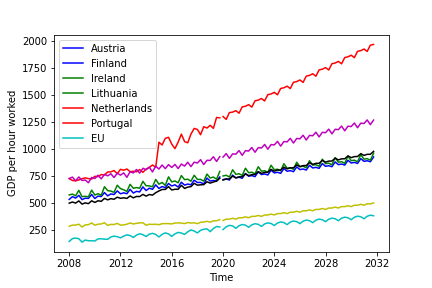 2000
1750
1500
1250
1000
750
500
250
GDP per hour worked
Austria
Finland
Ireland
Lithuania
Netherlands
Portugal
EU
2008 2012 2016 2020 2024 2028 2032
Time